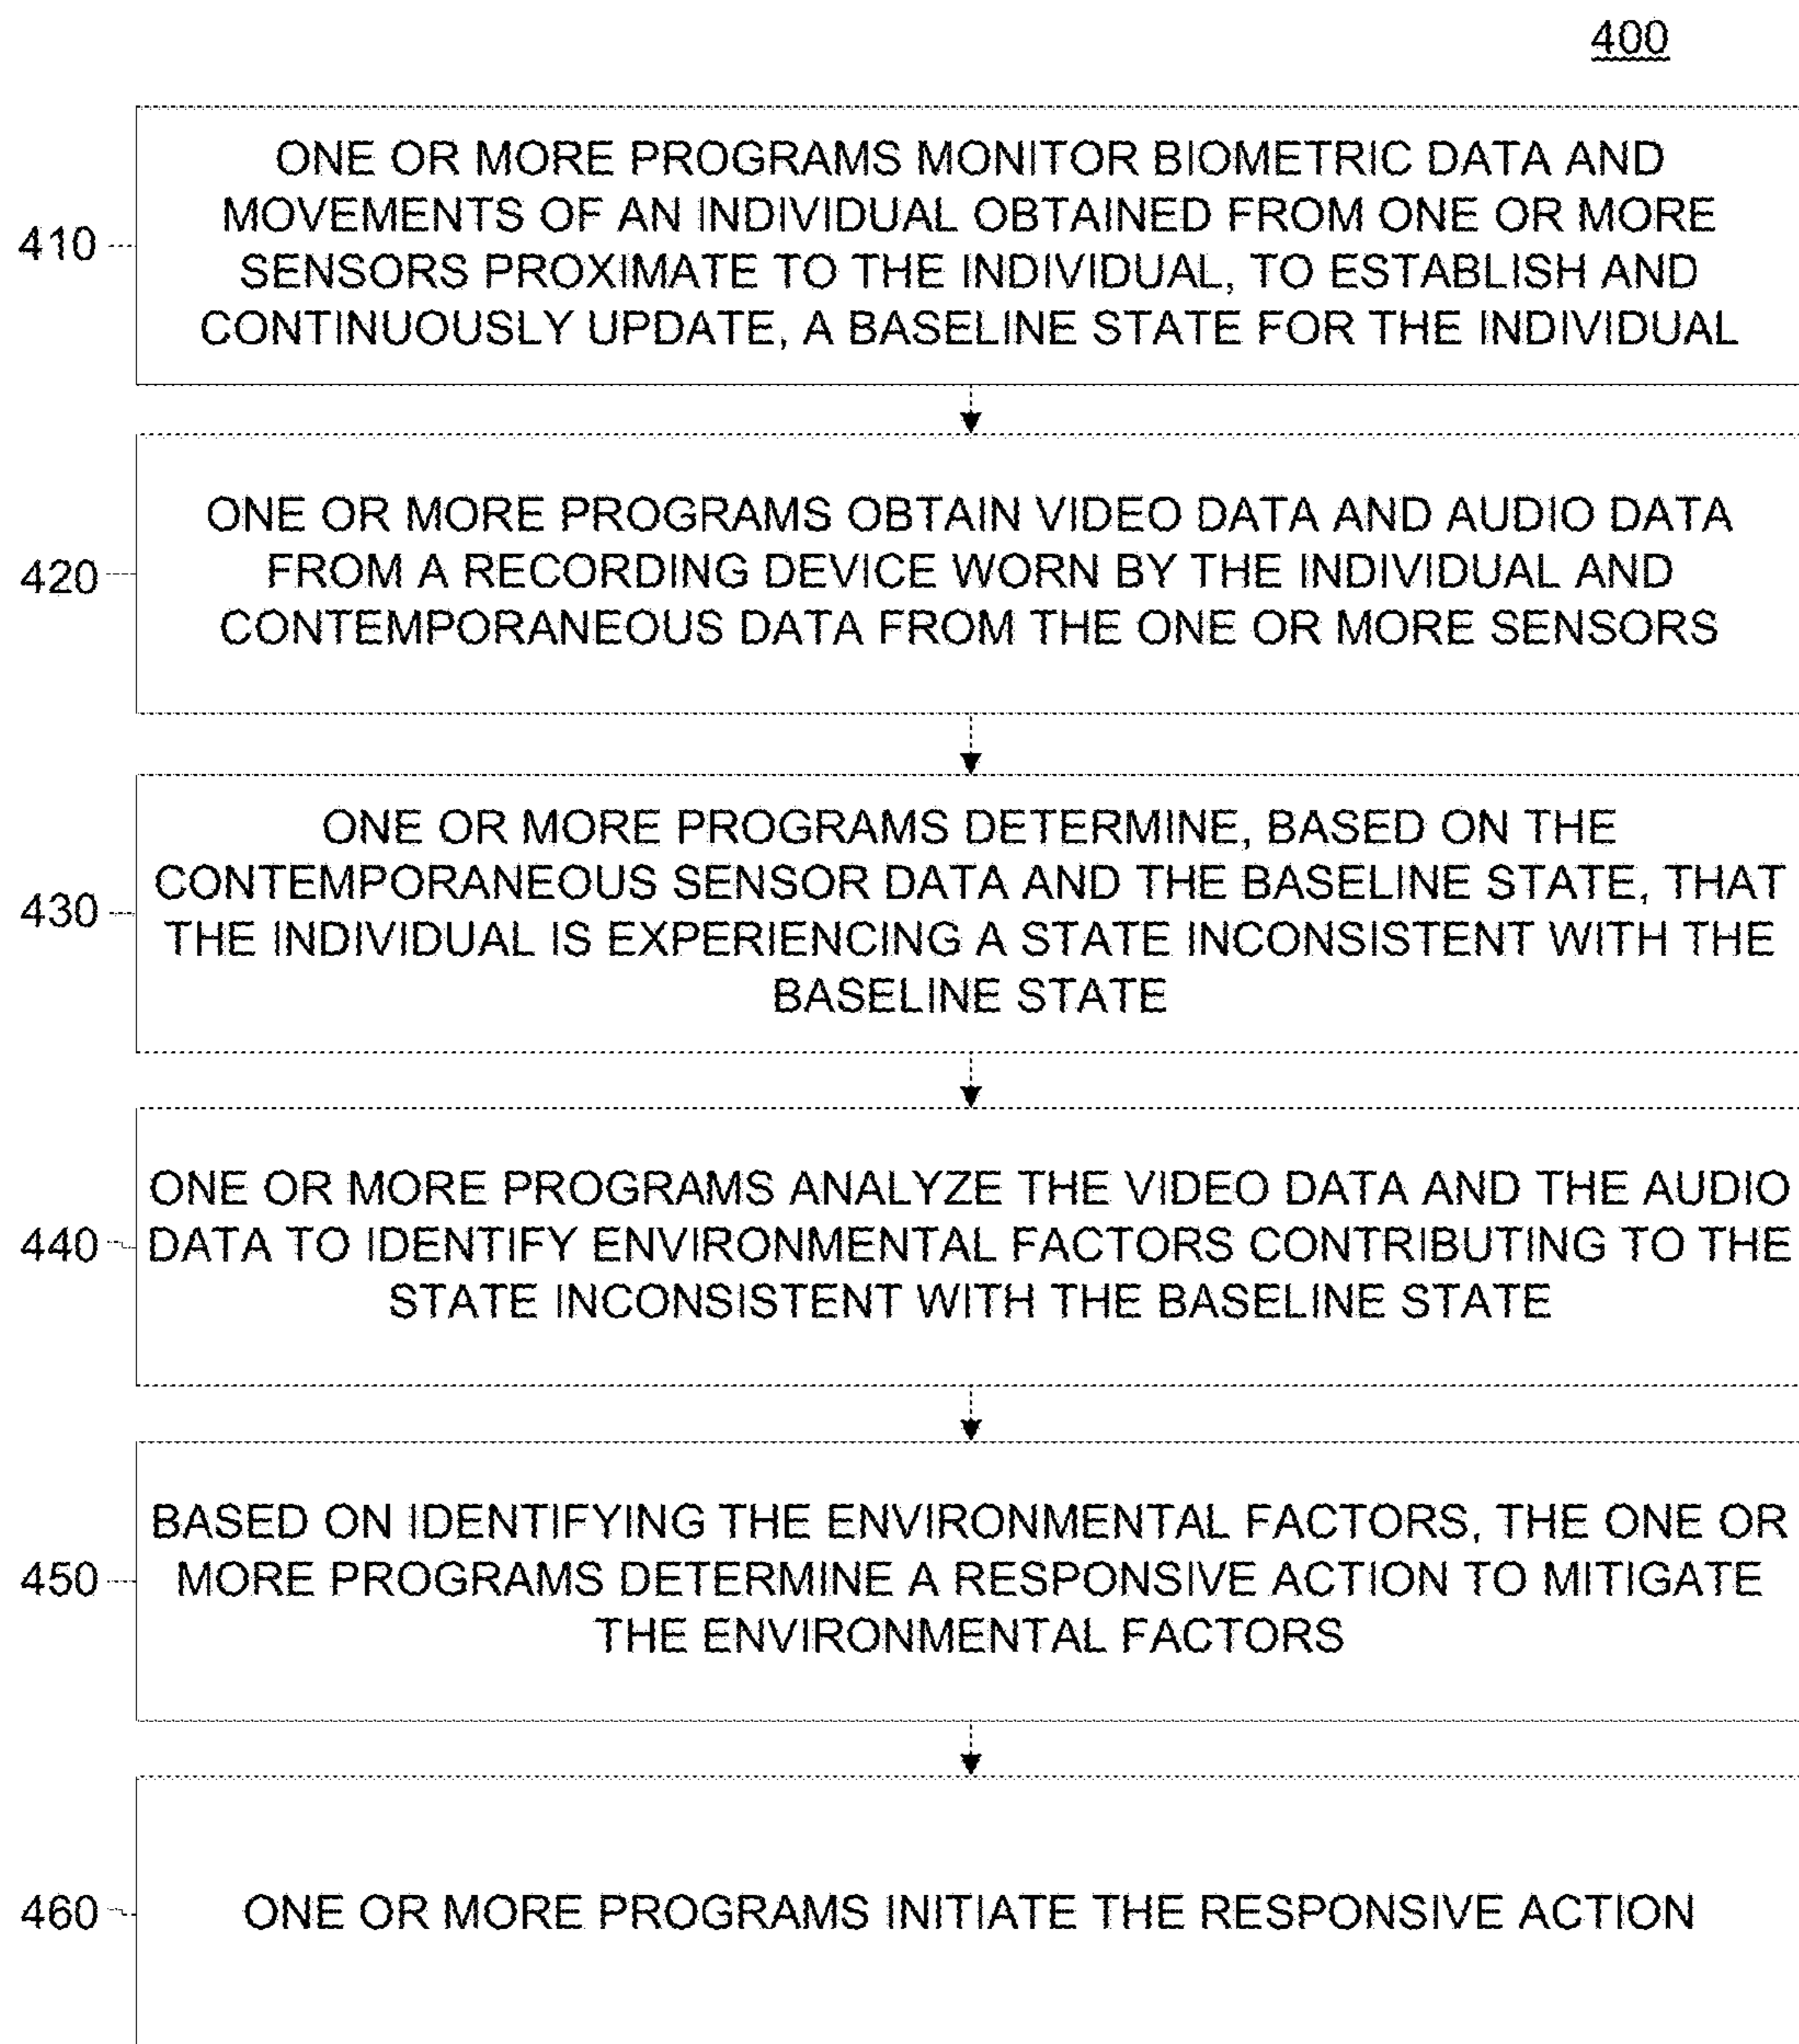 400
ONE OR MORE PROGRAMS MONITOR BIOMETRIC DATA AND
MOVEMENTS OF AN INDIVIDUAL OBTAINED FROM ONE OR MORE
SENSORS PROXIMATE TO THE INDIVIDUAL, TO ESTABLISH AND
CONTINUOUSLY UPDATE, A BASELINE STATE FOR THE INDIVIDUAL
410
ONE OR MORE PROGRAMS OBTAIN VIDEO DATA AND AUDIO DATA
FROM A RECORDING DEVICE WORN BY THE INDIVIDUAL AND
CONTEMPORANEOUS DATA FROM THE ONE OR MORE SENSORS
420
ONE OR MORE PROGRAMS DETERMINE, BASED ON THE
CONTEMPORANEOUS SENSOR DATA AND THE BASELINE STATE, THAT
THE INDIVIDUAL IS EXPERIENCING A STATE INCONSISTENT WITH THE
BASELINE STATE
430
ONE OR MORE PROGRAMS ANALYZE THE VIDEO DATA AND THE AUDIO
DATA TO IDENTIFY ENVIRONMENTAL FACTORS CONTRIBUTING TO THE
STATE INCONSISTENT WITH THE BASELINE STATE
440
BASED ON IDENTIFYING THE ENVIRONMENTAL FACTORS, THE ONE OR
MORE PROGRAMS DETERMINE A RESPONSIVE ACTION TO MITIGATE
THE ENVIRONMENTAL FACTORS
450
ONE OR MORE PROGRAMS INITIATE THE RESPONSIVE ACTION
460